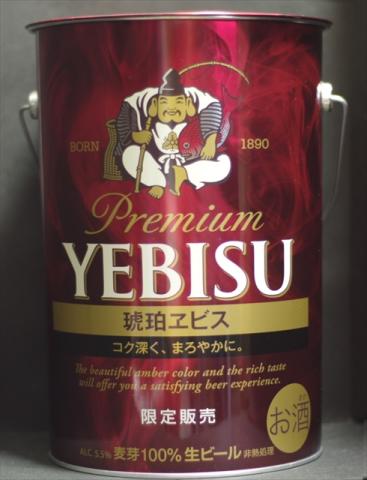 BORN 1890
Premium
YEBISU
琥珀ヱビス
コク深く、まろやかに。
The beautiful amber color and the rich taste
will offer you a satisfying beer experience.
限定販売
お酒
ALC 5.5% 麦芽100%生ビール 非熱処理